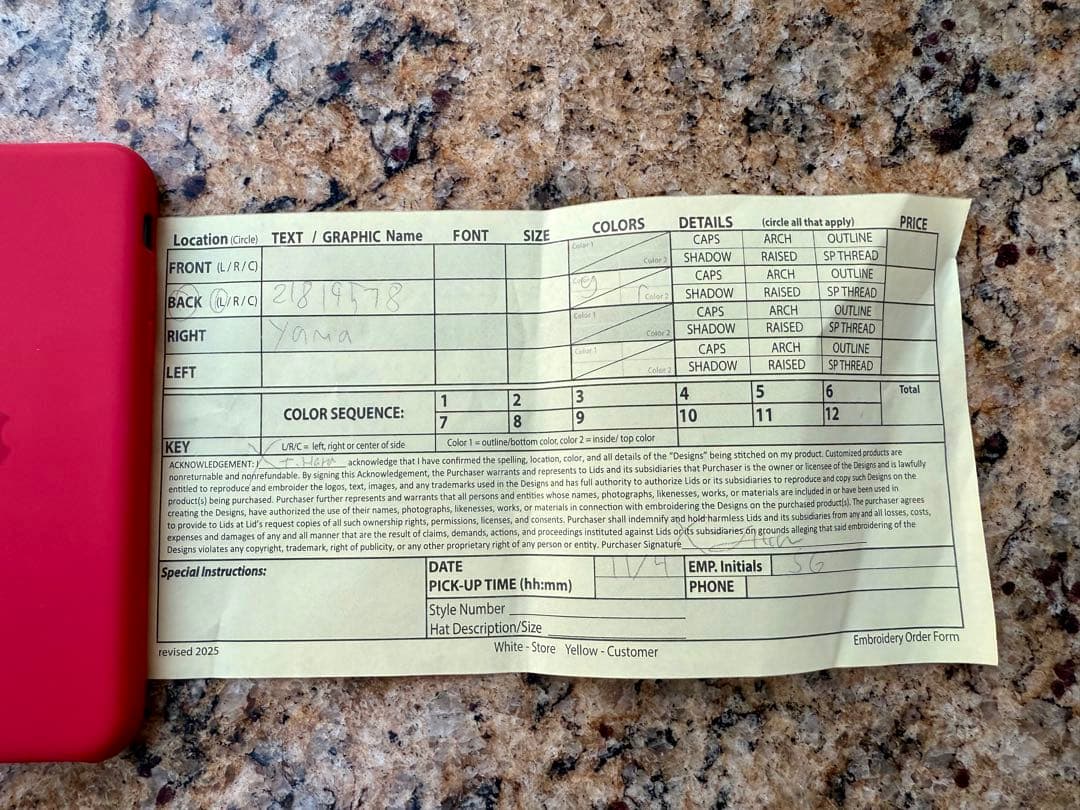 Location (Circle) TEXT / GRAPHIC Name FONT SIZE COLORS DETAILS (circle all that apply) PRICE
FRONT (L/R/C) Color 1 Color 2 CAPS ARCH OUTLINE
SHADOW RAISED SP THREAD
BACK (L/R/C) 21819578 Color 2 CAPS ARCH OUTLINE
SHADOW RAISED SP THREAD
RIGHT Yama Color 1 Color 2 CAPS ARCH OUTLINE
SHADOW RAISED SP THREAD
LEFT Color 1 Color 2 CAPS ARCH OUTLINE
SHADOW RAISED SP THREAD
COLOR SEQUENCE: 1 2 3 4 5 6 Total
7 8 9 10 11 12
KEY L/R/C = left, right or center of side Color 1 = outline/bottom color, color 2 = inside/ top color
ACKNOWLEDGEMENT: I acknowledge that I have confirmed the spelling, location, color, and all details of the "Designs" being stitched on my product. Customized products are
nonreturnable and nonrefundable. By signing this Acknowledgement, the Purchaser warrants and represents to Lids and its subsidiaries that Purchaser is the owner or licensee of the Designs and is lawfully
entitled to reproduce and embroider the logos, text, images, and any trademarks used in the Designs and has full authority to authorize Lids or its subsidiaries to reproduce and copy such Designs on the
product(s) being purchased. Purchaser further represents and warrants that all persons and entities whose names, photographs, likenesses, works, or materials are included in or have been used in
creating the Designs, have authorized the use of their names, photographs, likenesses, works, or materials in connection with embroidering the Designs on the purchased product(s). The purchaser agrees
to provide to Lids at Lid's request copies of all such ownership rights, permissions, licenses, and consents. Purchaser shall indemnify and hold harmless Lids and its subsidiaries from any and all losses, costs,
expenses and damages of any and all manner that are the result of claims, demands, actions, and proceedings instituted against Lids or its subsidiaries on grounds alleging that said embroidering of the
Designs violates any copyright, trademark, right of publicity, or any other proprietary right of any person or entity. Purchaser Signature
Special Instructions: DATE 11/4 EMP. Initials SG
PICK-UP TIME (hh:mm) PHONE
Style Number
Hat Description/Size
revised 2025 White - Store Yellow - Customer Embroidery Order Form